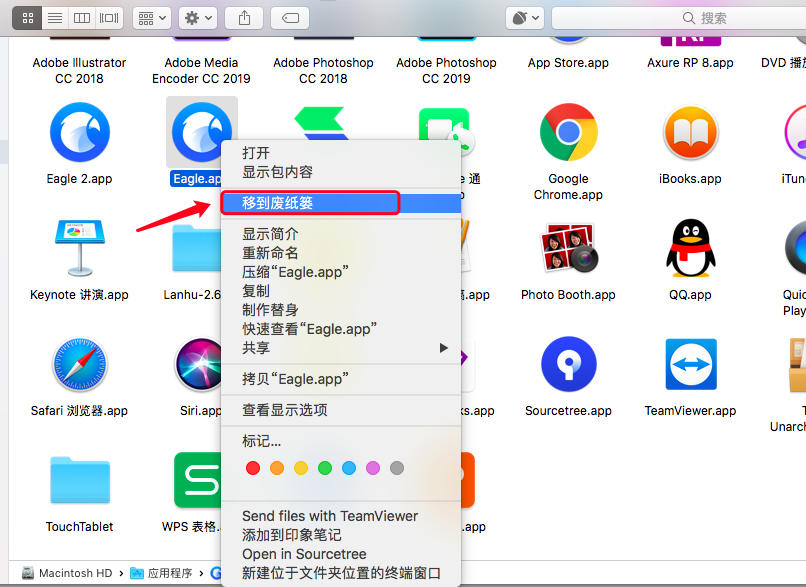 搜索
Adobe Illustrator
CC 2018
Adobe Media
Encoder CC 2019
Adobe Photoshop
CC 2018
Adobe Photoshop
CC 2019
App Store.app
Axure RP 8.app
DVD 播放
Eagle 2.app
Eagle.ap
通
Google
Chrome.app
iBooks.app
iTun
打开
显示包内容
移到废纸篓
显示简介
重新命名
压缩“Eagle.app”
复制
制作替身
快速查看“Eagle.app”
共享
拷贝“Eagle.app”
查看显示选项
标记...
Send files with TeamViewer
添加到印象笔记
Open in Sourcetree
新建位于文件夹位置的终端窗口
Keynote 讲演.app
Lanhu-2.6
.app
Photo Booth.app
QQ.app
Quic
Play
Safari 浏览器.app
Siri.app
ks.app
Sourcetree.app
TeamViewer.app
T
Unarch
TouchTablet
WPS 表格.
.app
Macintosh HD
应用程序